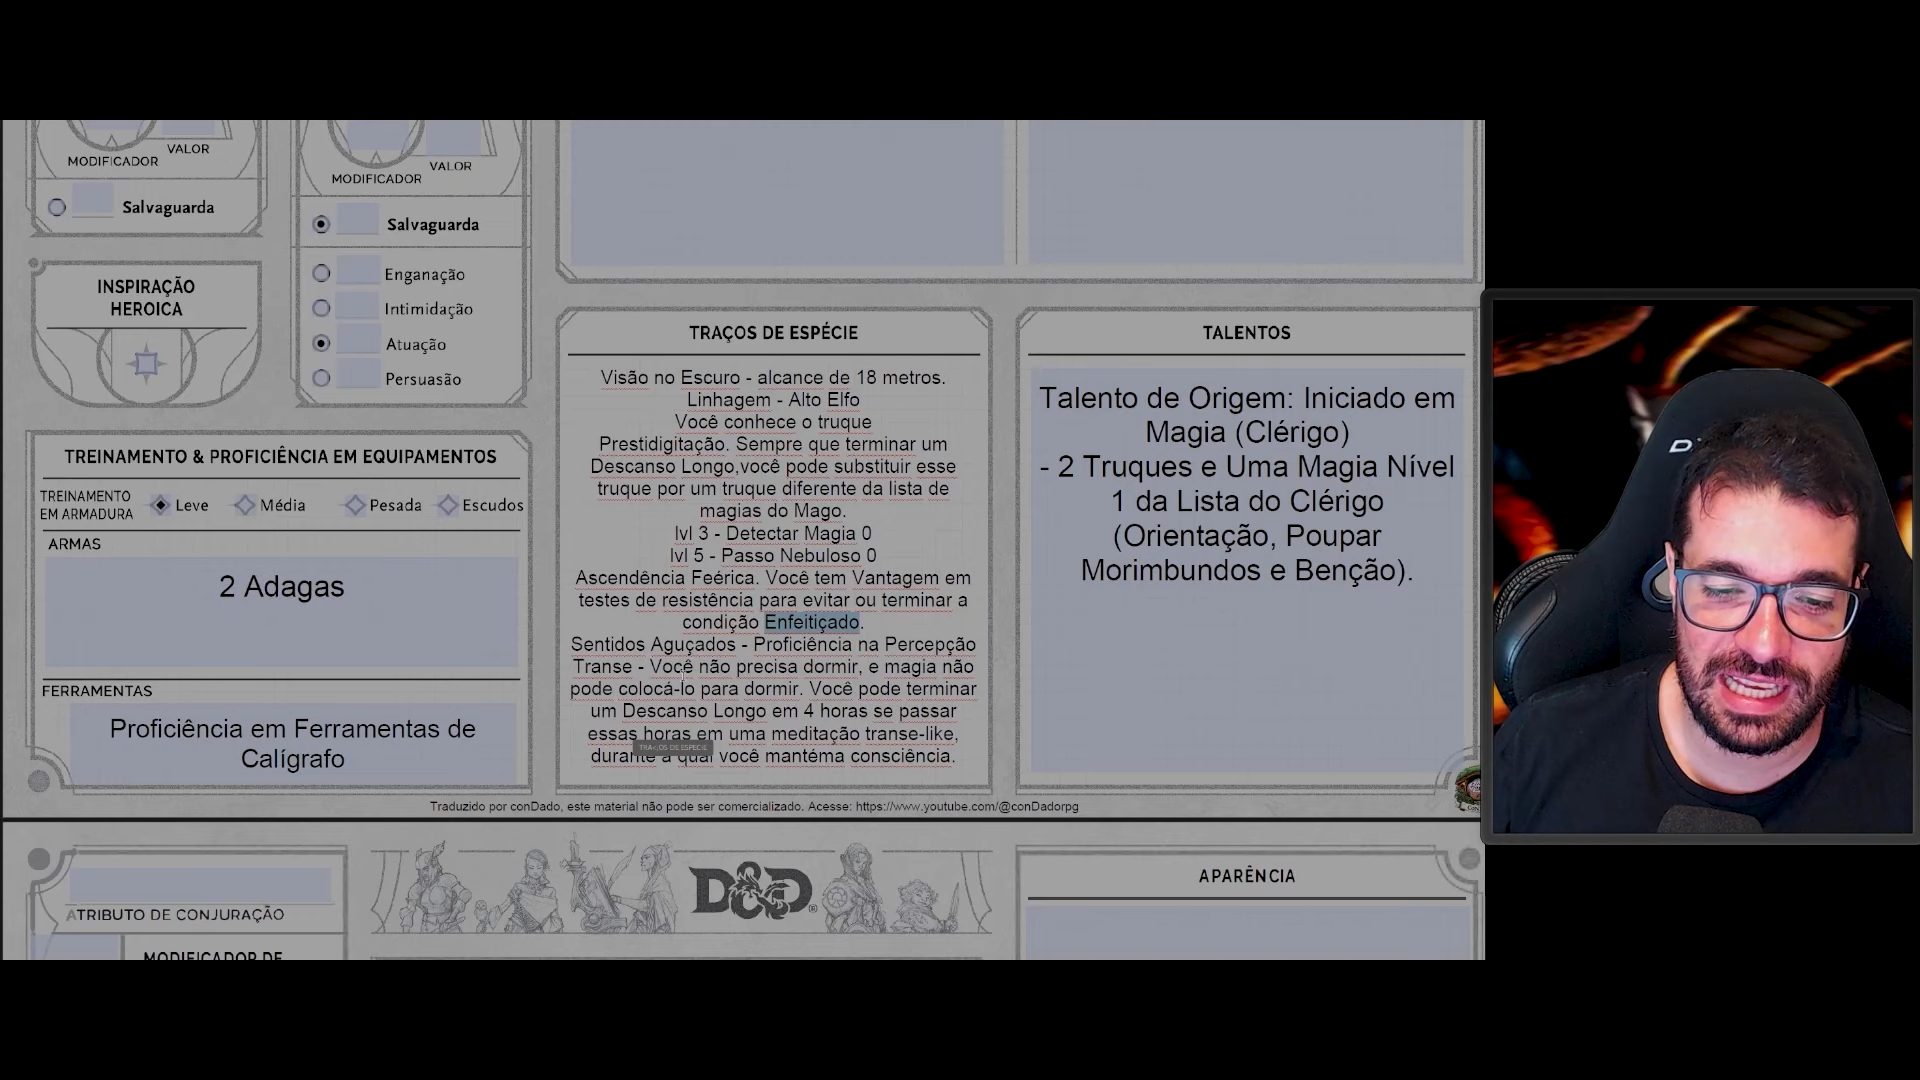 MODIFICADOR
VALOR
Salvaguarda
MODIFICADOR
VALOR
Salvaguarda
Enganação
Intimidação
Atuação
Persuasão
INSPIRAÇÃO
HEROICA
TREINAMENTO & PROFICIÊNCIA EM EQUIPAMENTOS
TREINAMENTO
EM ARMADURA
Leve
Média
Pesada
Escudos
ARMAS
2 Adagas
FERRAMENTAS
Proficiência em Ferramentas de
Calígrafo
TRAÇOS DE ESPÉCIE
Visão no Escuro - alcance de 18 metros.
Linhagem - Alto Elfo
Você conhece o truque
Prestidigitação. Sempre que terminar um
Descanso Longo,você pode substituir esse
truque por um truque diferente da lista de
magias do Mago.
lvl 3 - Detectar Magia 0
lvl 5 - Passo Nebuloso 0
Ascendência Feérica. Você tem Vantagem em
testes de resistência para evitar ou terminar a
condição Enfeitiçado.
Sentidos Aguçados - Proficiência na Percepção
Transe - Você não precisa dormir, e magia não
pode colocá-lo para dormir. Você pode terminar
um Descanso Longo em 4 horas se passar
essas horas em uma meditação transe-like,
TRAÇOS DE ESPÉCIE
durante a qual você mantéma consciência.
TALENTOS
Talento de Origem: Iniciado em
Magia (Clérigo)
- 2 Truques e Uma Magia Nível
1 da Lista do Clérigo
(Orientação, Poupar
Morimbundos e Benção).
Traduzido por conDado, este material não pode ser comercializado. Acesse: https://www.youtube.com/@conDadorpg
ATRIBUTO DE CONJURAÇÃO
MODIFICADOR DE
D&D
APARÊNCIA